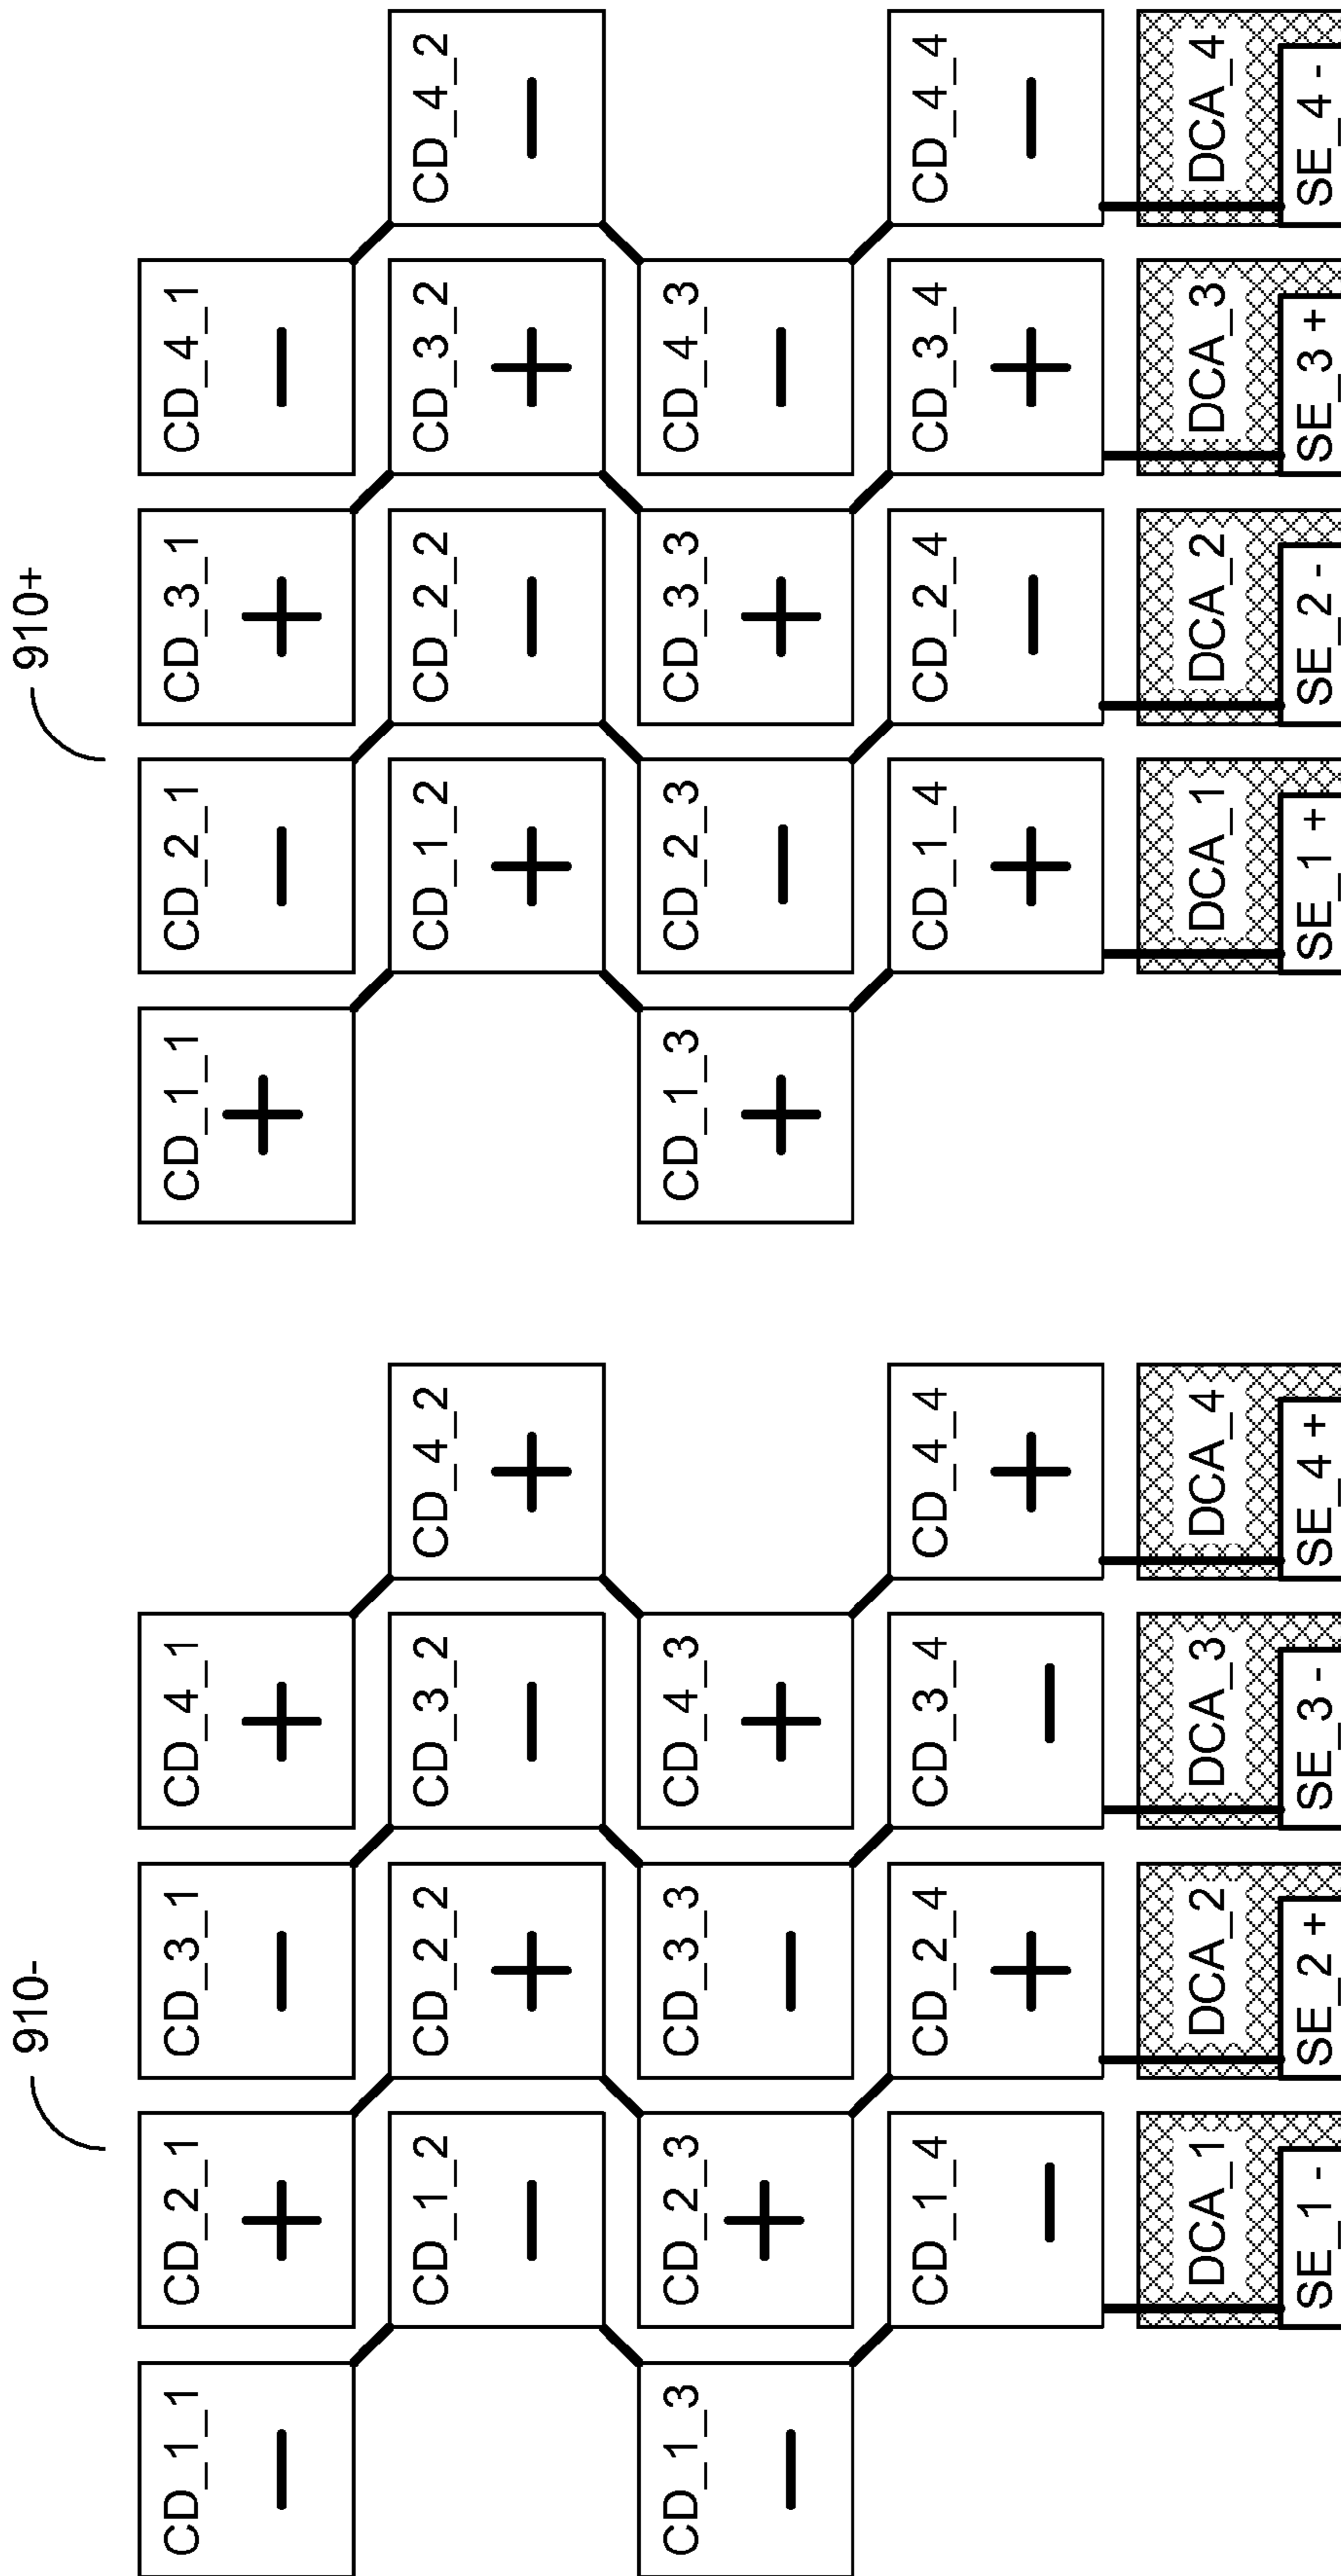 910- 910+
CD_1_1 CD_2_1 CD_3_1 CD_4_1 CD_1_1 CD_2_1 CD_3_1 CD_4_1
− + − + + − + −
CD_1_2 CD_2_2 CD_3_2 CD_4_2 CD_1_2 CD_2_2 CD_3_2 CD_4_2
− + − + + − + −
CD_1_3 CD_2_3 CD_3_3 CD_4_3 CD_1_3 CD_2_3 CD_3_3 CD_4_3
− + − + + − + −
CD_1_4 CD_2_4 CD_3_4 CD_4_4 CD_1_4 CD_2_4 CD_3_4 CD_4_4
− + − + + − + −
DCA_1 DCA_2 DCA_3 DCA_4 DCA_1 DCA_2 DCA_3 DCA_4
SE_1 - SE_2 + SE_3 - SE_4 + SE_1 + SE_2 - SE_3 + SE_4 -